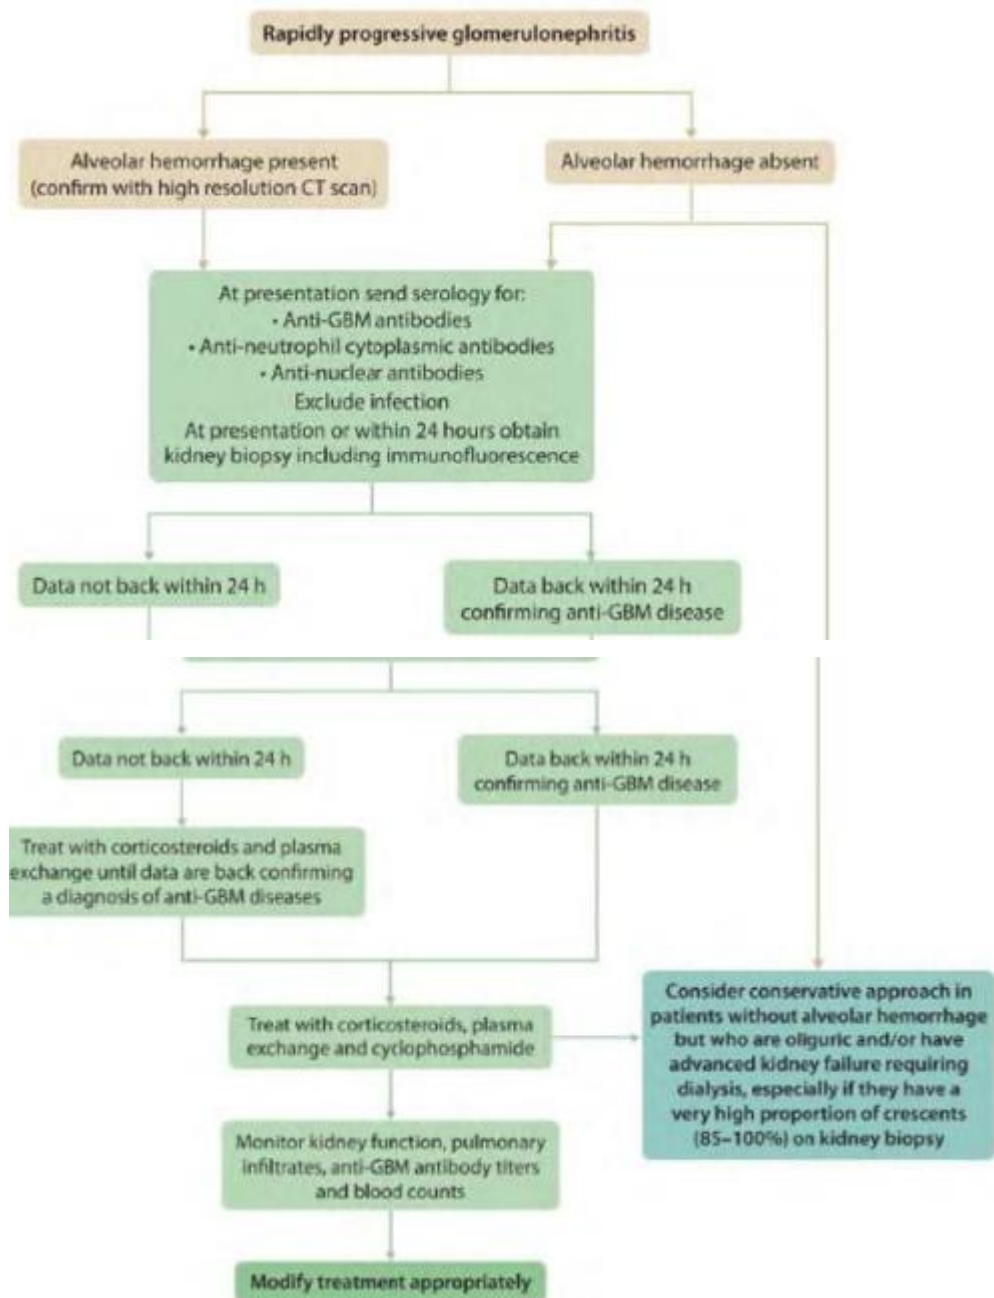 Rapidly progressive glomerulonephritis
Alveolar hemorrhage present
(confirm with high resolution CT scan)
Alveolar hemorrhage absent
At presentation send serology for:
• Anti-GBM antibodies
• Anti-neutrophil cytoplasmic antibodies
• Anti-nuclear antibodies
Exclude infection
At presentation or within 24 hours obtain
kidney biopsy including immunofluorescence
Data not back within 24 h
Data back within 24 h
confirming anti-GBM disease
Data not back within 24 h
Data back within 24 h
confirming anti-GBM disease
Treat with corticosteroids and plasma
exchange until data are back confirming
a diagnosis of anti-GBM diseases
Treat with corticosteroids, plasma
exchange and cyclophosphamide
Consider conservative approach in
patients without alveolar hemorrhage
but who are oliguric and/or have
advanced kidney failure requiring
dialysis, especially if they have a
very high proportion of crescents
(85–100%) on kidney biopsy
Monitor kidney function, pulmonary
infiltrates, anti-GBM antibody titers
and blood counts
Modify treatment appropriately